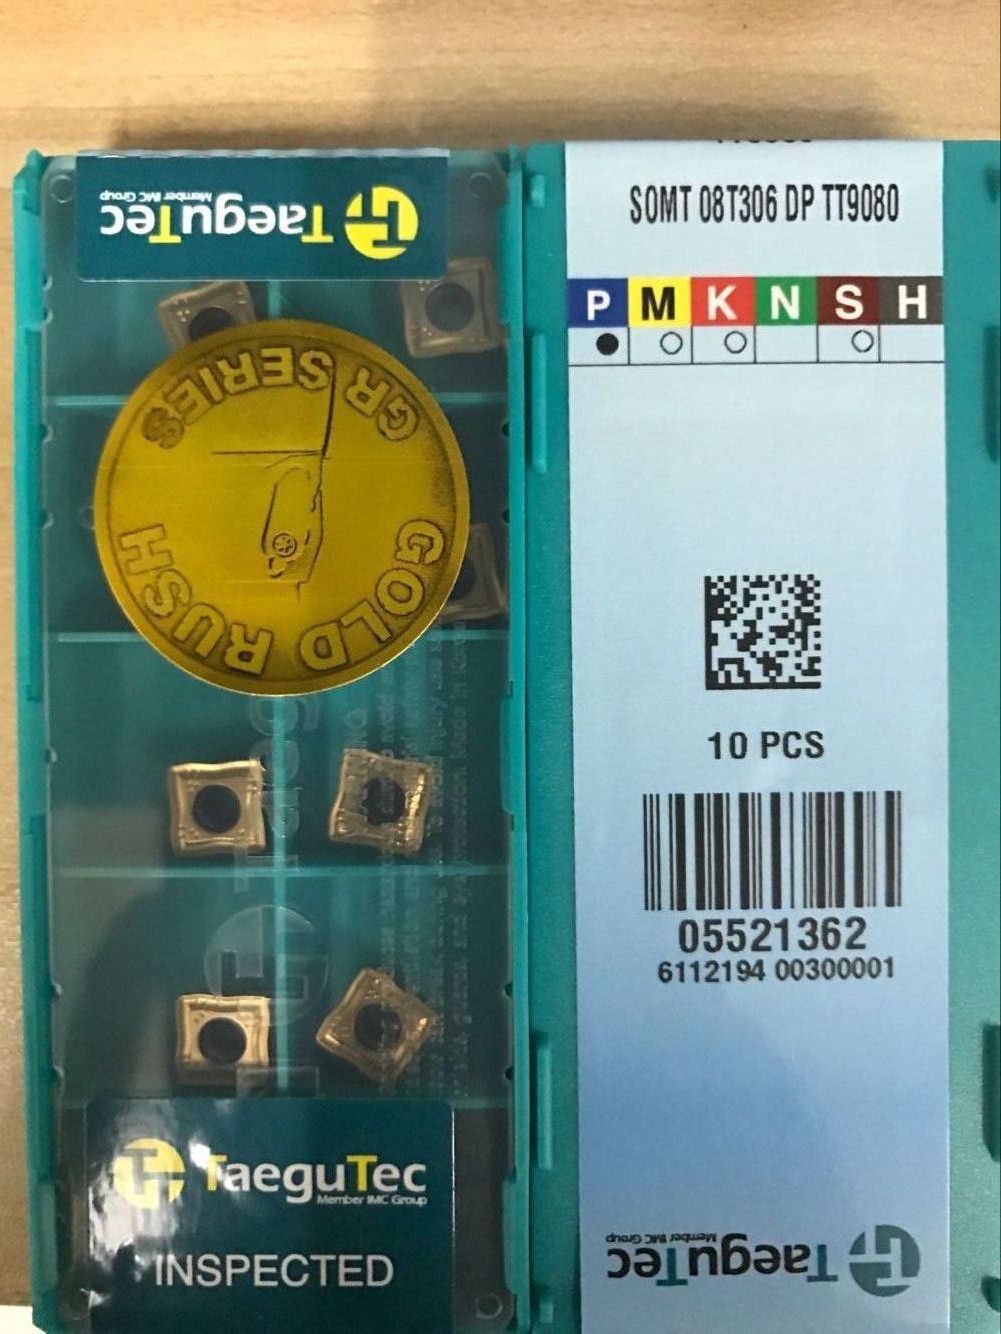 TaeguTec
Member IMC Group
GR SERIES
GOLD RUSH
TaeguTec
Member IMC Group
INSPECTED
SOMT 08T306 DP TT9080
P M K N S H
10 PCS
05521362
6112194 00300001
TaeguTec
Member IMC Group